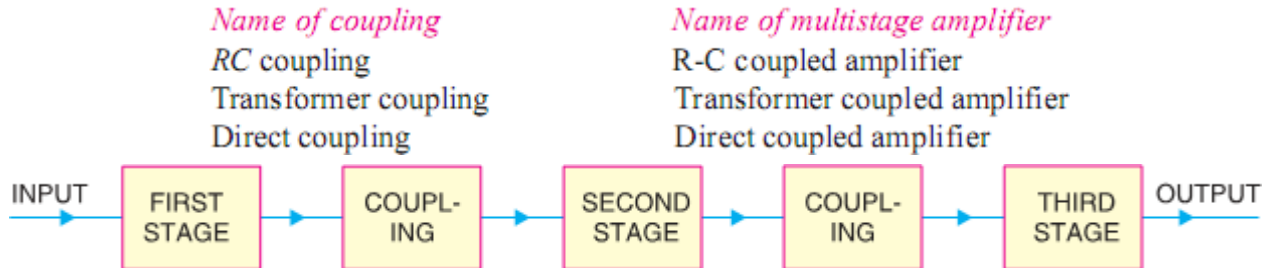 Name of coupling Name of multistage amplifier
RC coupling R-C coupled amplifier
Transformer coupling Transformer coupled amplifier
Direct coupling Direct coupled amplifier
INPUT
FIRST
STAGE
COUPL-
ING
SECOND
STAGE
COUPL-
ING
THIRD
STAGE
OUTPUT